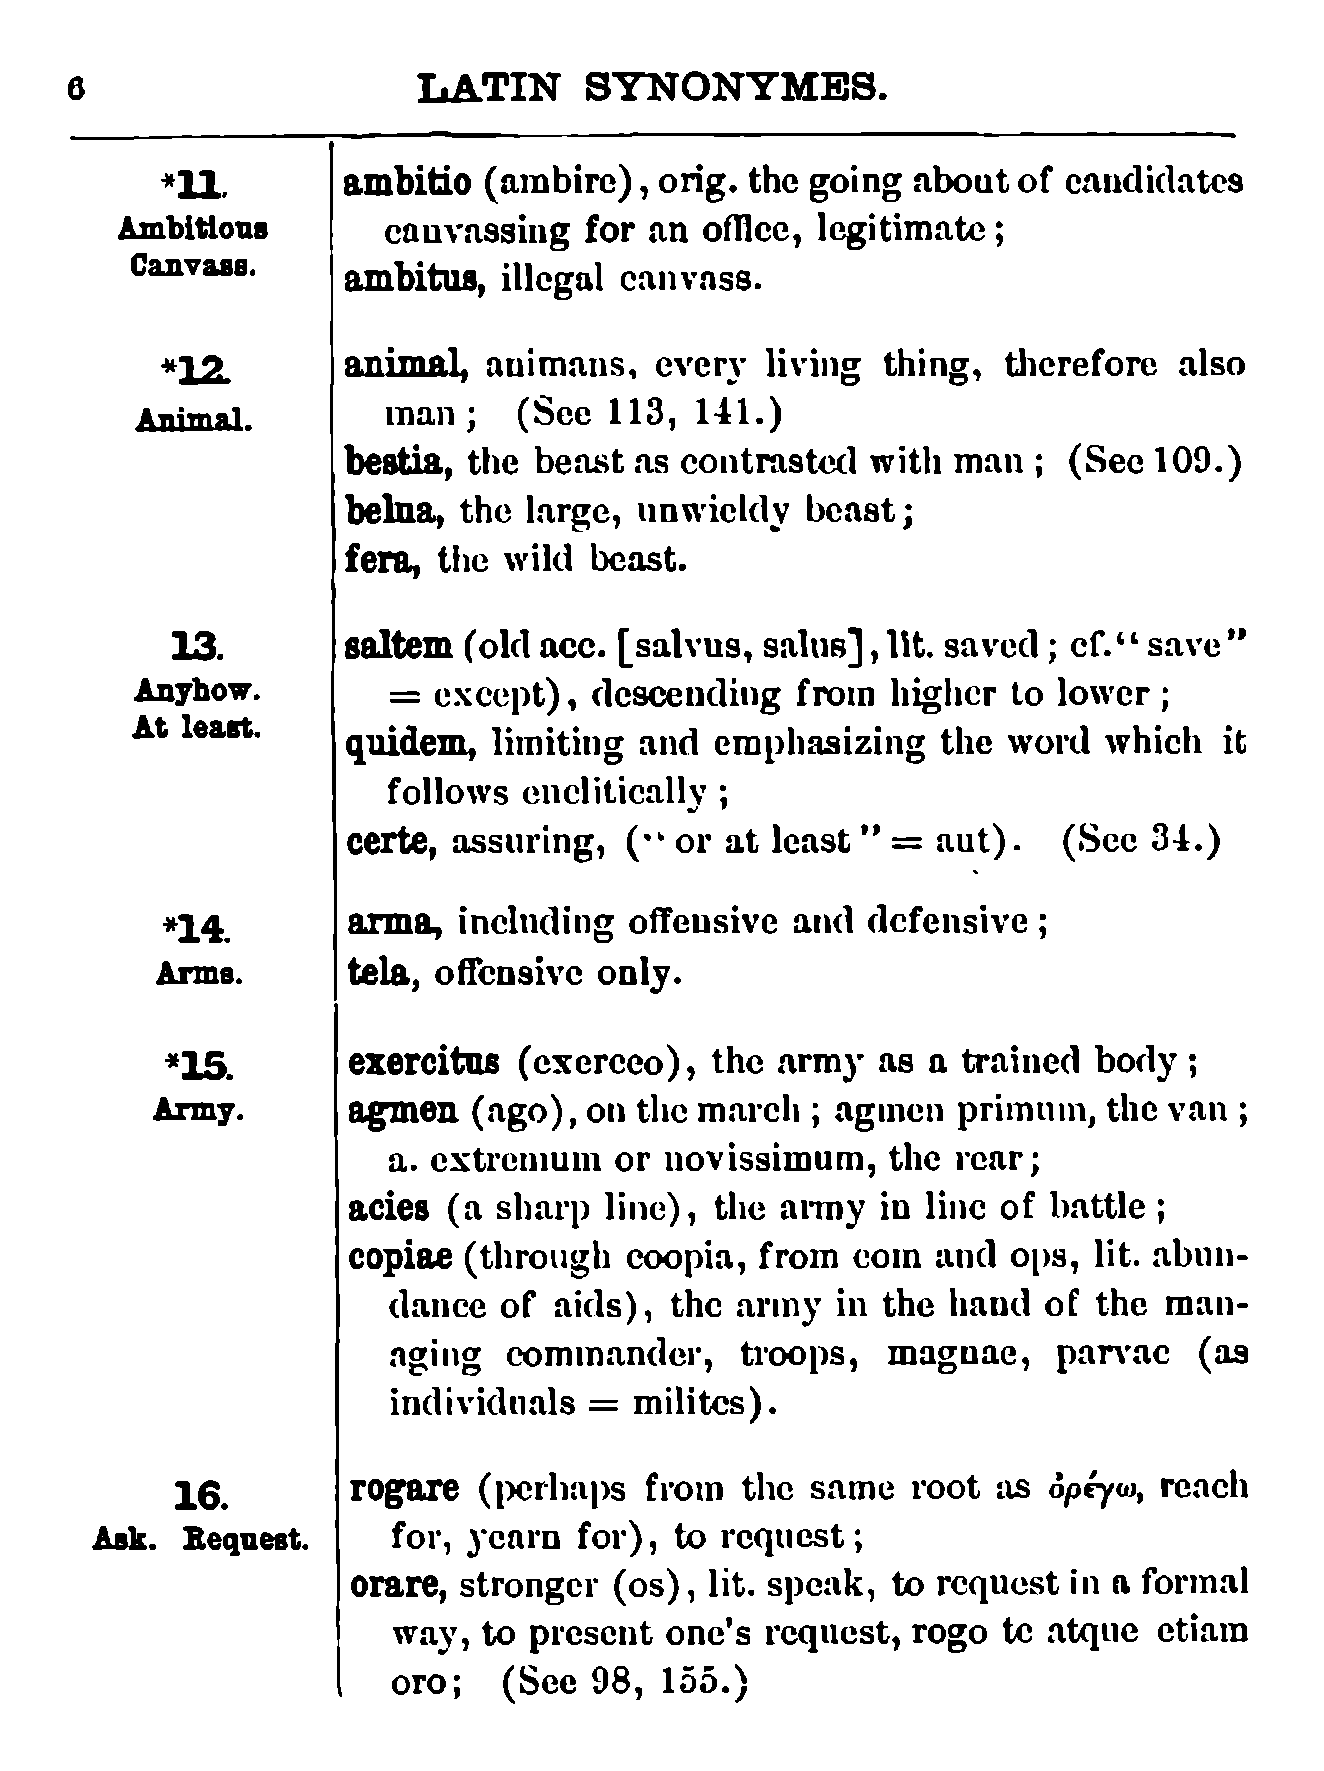 6 LATIN SYNONYMES.
*11.
Ambitious
Canvass.
ambitio (ambire), orig. the going about of candidates
canvassing for an office, legitimate;
ambitus, illegal canvass.
*12.
Animal.
animal, animans, every living thing, therefore also
man; (See 113, 141.)
bestia, the beast as contrasted with man; (See 109.)
belua, the large, unwieldy beast;
fera, the wild beast.
13.
Anyhow.
At least.
saltem (old acc. [salvus, salus], lit. saved; cf. “save”
= except), descending from higher to lower;
quidem, limiting and emphasizing the word which it
follows enclitically;
certe, assuring, (“or at least” = aut). (See 34.)
*14.
Arms.
arma, including offensive and defensive;
tela, offensive only.
*15.
Army.
exercitus (exerceo), the army as a trained body;
agmen (ago), on the march; agmen primum, the van;
a. extremum or novissimum, the rear;
acies (a sharp line), the army in line of battle;
copiae (through coopia, from com and ops, lit. abun-
dance of aids), the army in the hand of the man-
aging commander, troops, magnae, parvae (as
individuals = milites).
16.
Ask. Request.
rogare (perhaps from the same root as ὀρέγω, reach
for, yearn for), to request;
orare, stronger (os), lit. speak, to request in a formal
way, to present one's request, rogo te atque etiam
oro; (See 98, 155.)